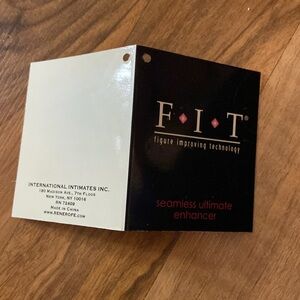 F·I·T®
figure improving technology
seamless ultimate
enhancer
INTERNATIONAL INTIMATES INC.
180 Madison Ave, 7th Floor
New York, NY 10016
RN 72409
Made in China
www.ReneRofe.com